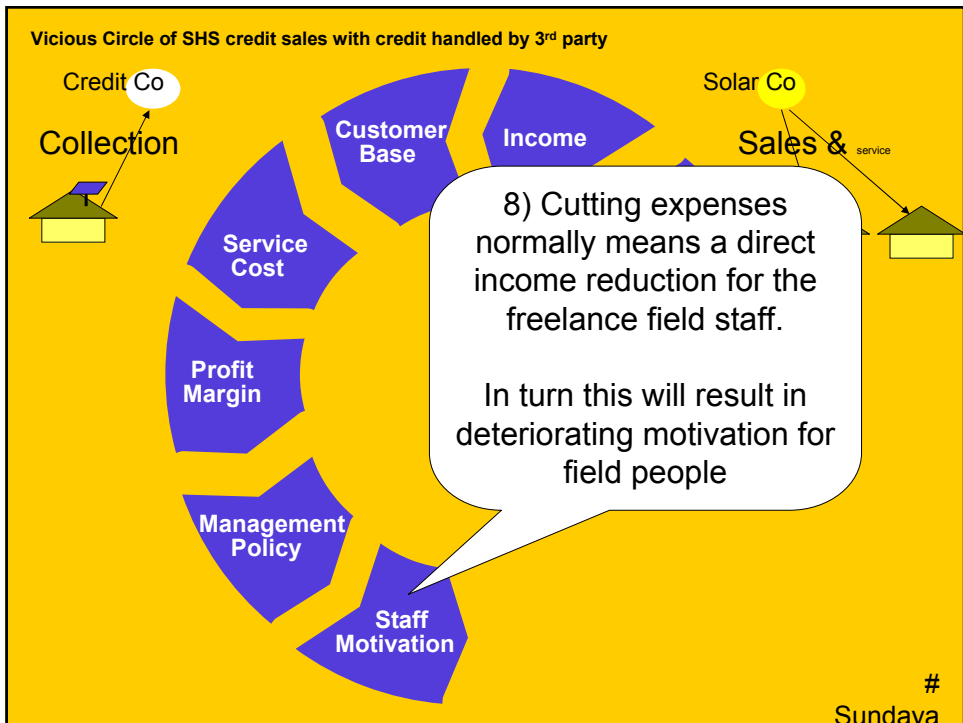 Vicious Circle of SHS credit sales with credit handled by 3rd party
Credit Co
Collection
Solar Co
Sales & service
Customer
Base
Income
Service
Cost
Profit
Margin
Management
Policy
Staff
Motivation
8) Cutting expenses
normally means a direct
income reduction for the
freelance field staff.
In turn this will result in
deteriorating motivation for
field people
#
Sundaya